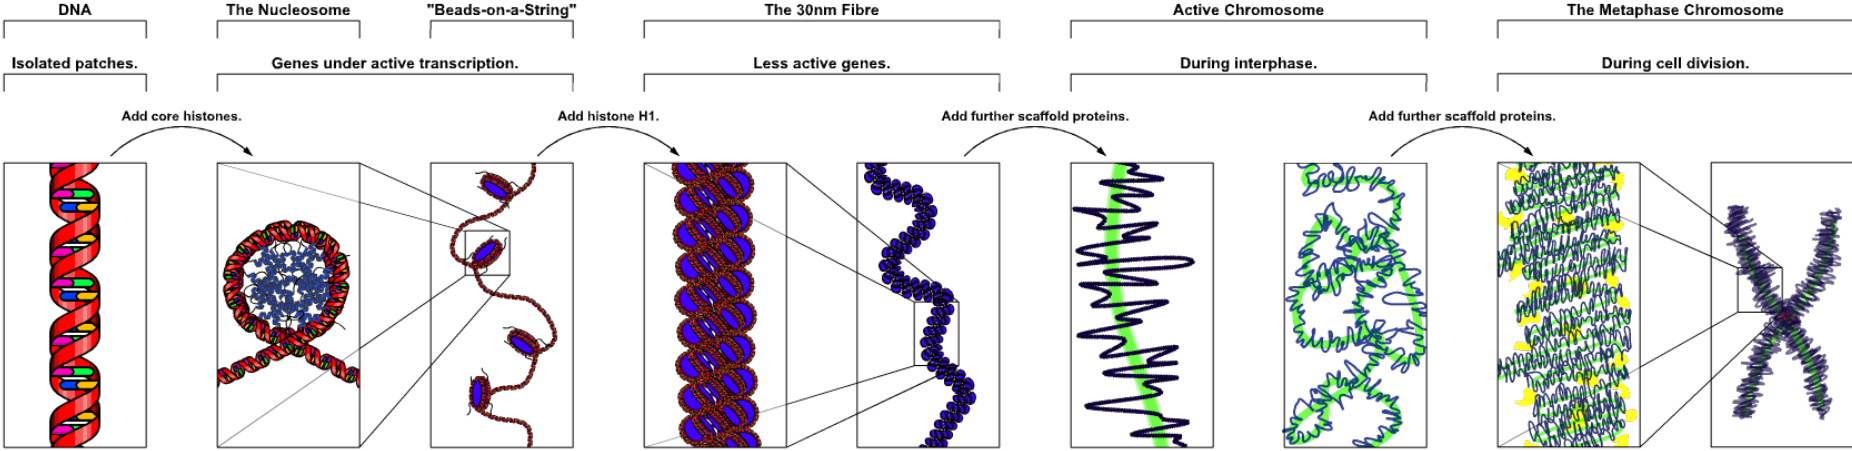 DNA
The Nucleosome
"Beads-on-a-String"
The 30nm Fibre
Active Chromosome
The Metaphase Chromosome
Isolated patches.
Genes under active transcription.
Less active genes.
During interphase.
During cell division.
Add core histones.
Add histone H1.
Add further scaffold proteins.
Add further scaffold proteins.